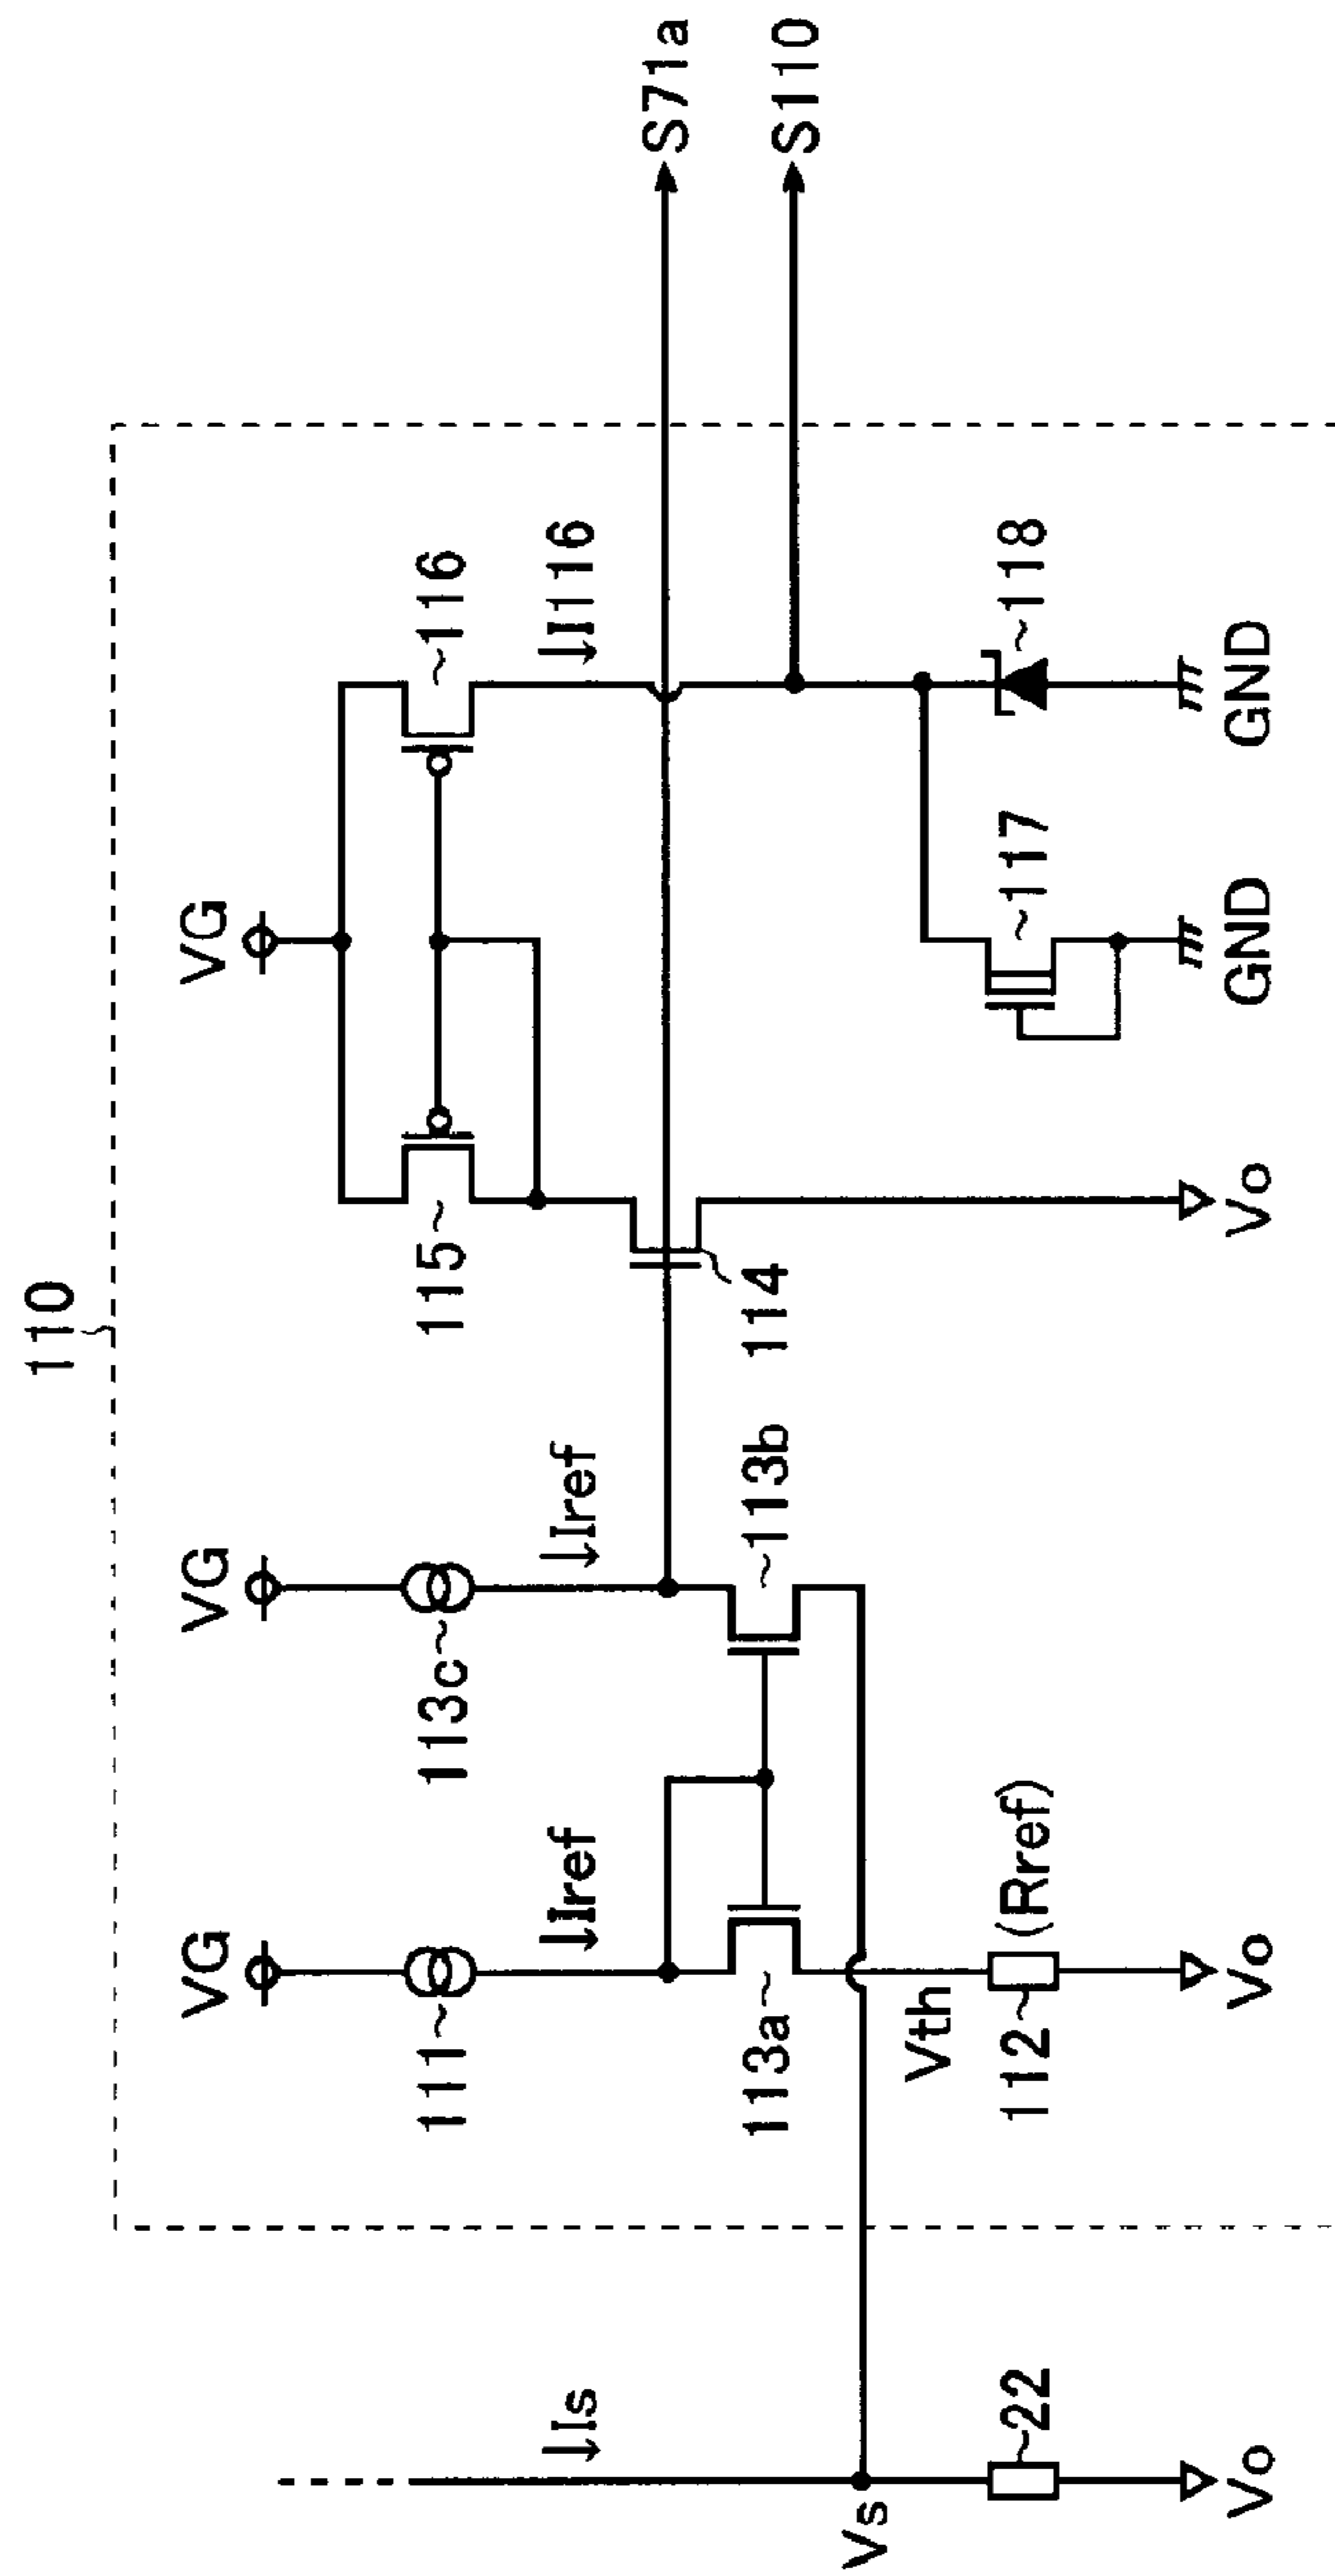 110
VG
VG
VG
111
113c
115
116
↓Is
↓Iref
↓Iref
↓I116
S71a
S110
113a
113b
114
Vs
Vth
22
112
(Rref)
117
118
Vo
Vo
Vo
GND
GND